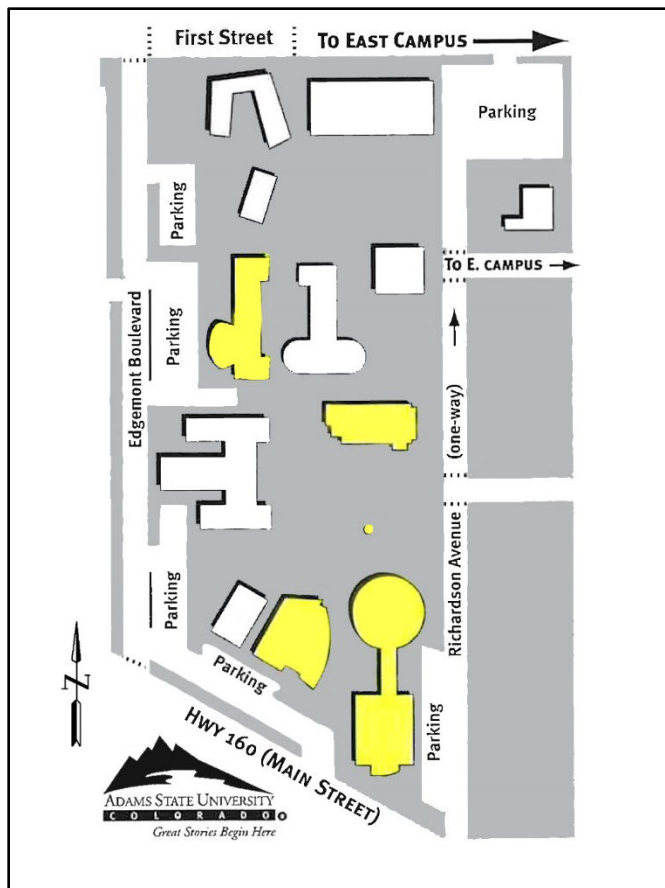 First Street
To East Campus
Parking
Parking
To E. campus
Edgemont Boulevard
Parking
(one-way)
Richardson Avenue
Parking
Parking
Parking
N
Hwy 160 (Main Street)
Adams State University
COLORADO
Great Stories Begin Here